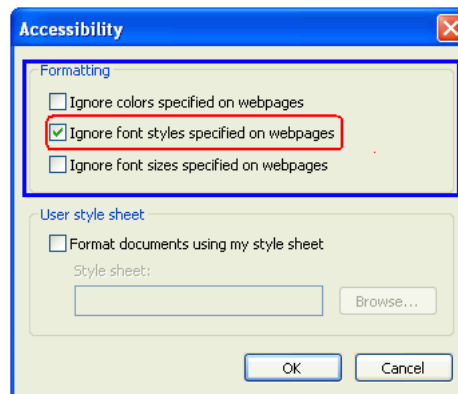 Accessibility
Formatting
Ignore colors specified on webpages
Ignore font styles specified on webpages
Ignore font sizes specified on webpages
User style sheet
Format documents using my style sheet
Style sheet:
Browse...
OK Cancel